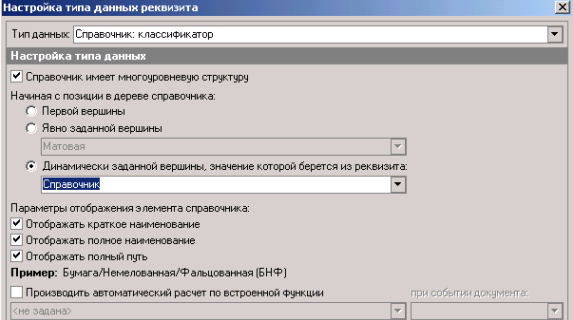 Настройка типа данных реквизита
Тип данных: Справочник: классификатор
Настройка типа данных
Справочник имеет многоуровневую структуру
Начиная с позиции в дереве справочника:
Первой вершины
Явно заданной вершины
Матовая
Динамически заданной вершины, значение которой берется из реквизита:
Справочник
Параметры отображения элемента справочника:
Отображать краткое наименование
Отображать полное наименование
Отображать полный путь
Пример: Бумага/Немелованная/Фальцованная (БНФ)
Производить автоматический расчет по встроенной функции при событии документа:
<не задана>